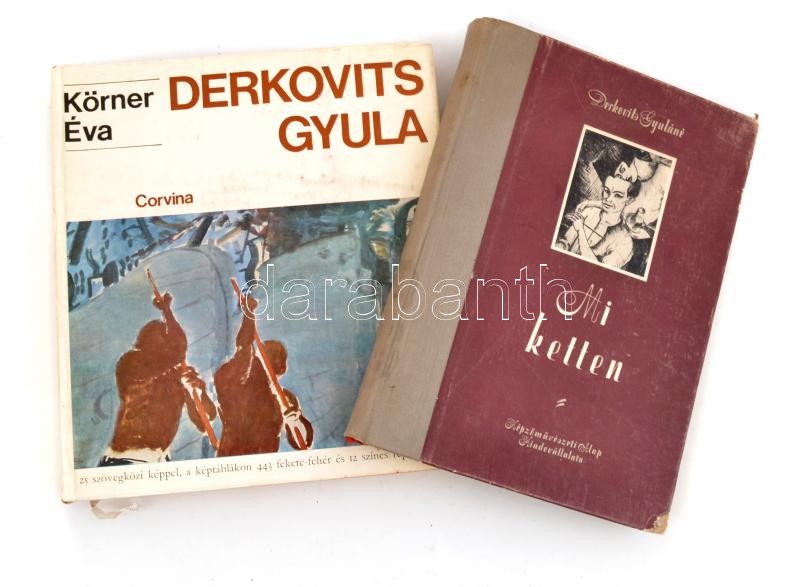 Körner
Éva
DERKOVITS
GYULA
Corvina
25 szövegközi képpel, a képtáblákon 443 fekete-fehér és 12 színes
Derkovits Gyuláné
Mi
ketten
Képzőművészeti Alap
Kiadóvállalata
darabanth